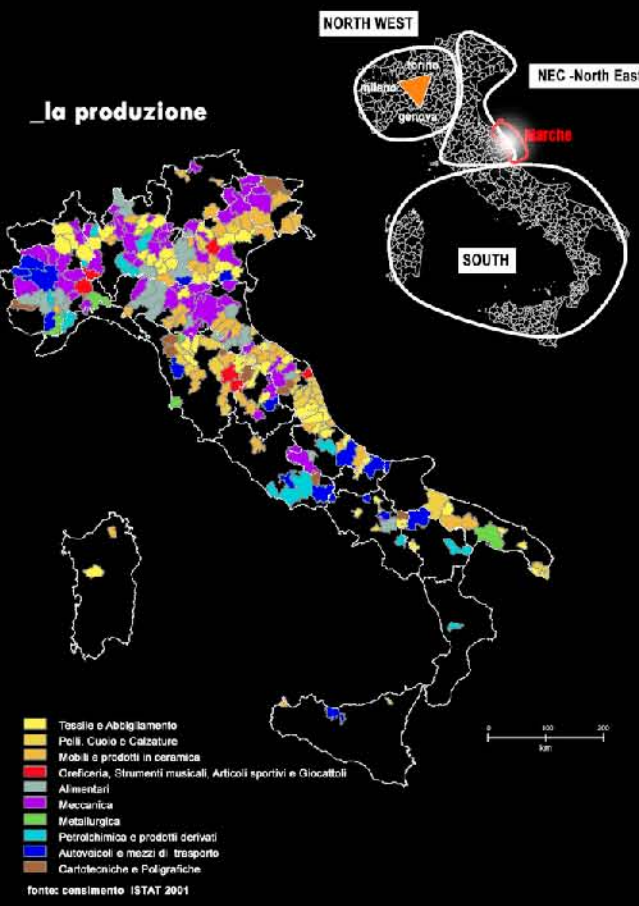 NORTH WEST
NEC -North East
torino
milano
genova
Marche
_la produzione
SOUTH
0 100 200
km
Tessile e Abbigliamento
Pelli, Cuoio e Calzature
Mobili e prodotti in ceramica
Oreficeria, Strumenti musicali, Articoli sportivi e Giocattoli
Alimentari
Meccanica
Metallurgica
Petrolchimica e prodotti derivati
Autoveicoli e mezzi di trasporto
Cartotecniche e Poligrafiche
fonte: censimento ISTAT 2001